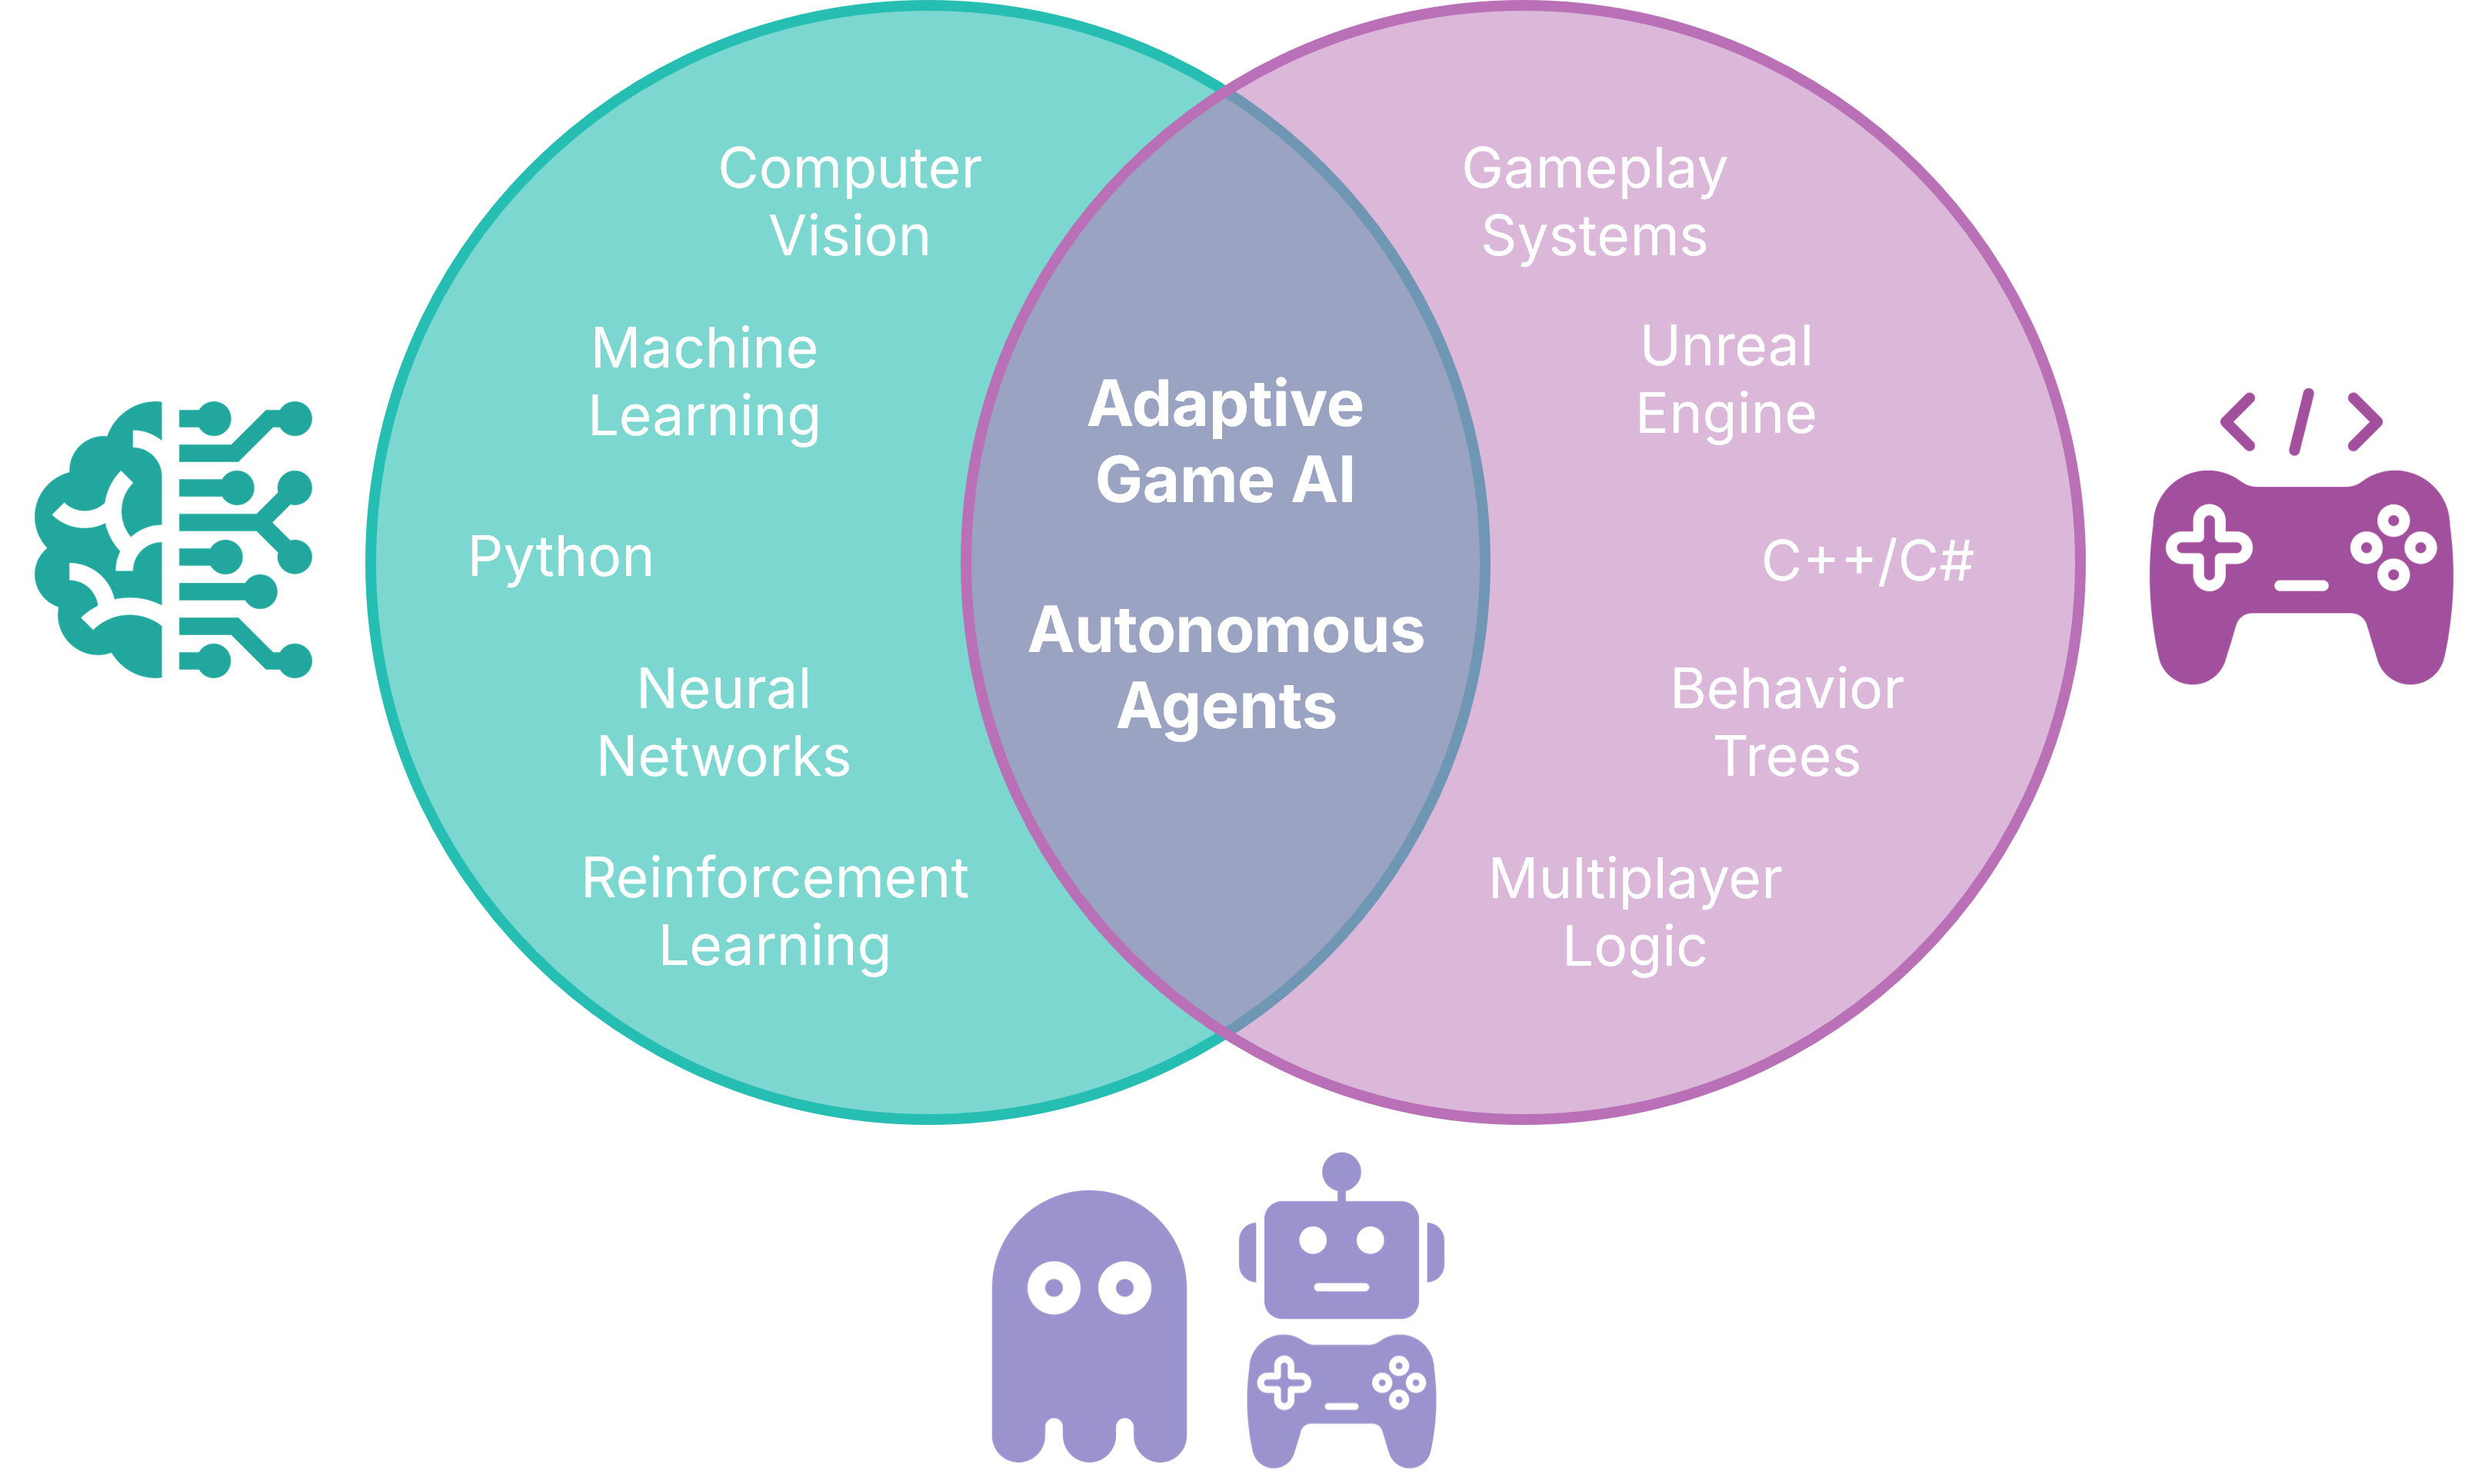 Computer
Vision
Machine
Learning
Python
Neural
Networks
Reinforcement
Learning
Adaptive
Game AI
Autonomous
Agents
Gameplay
Systems
Unreal
Engine
C++/C#
Behavior
Trees
Multiplayer
Logic